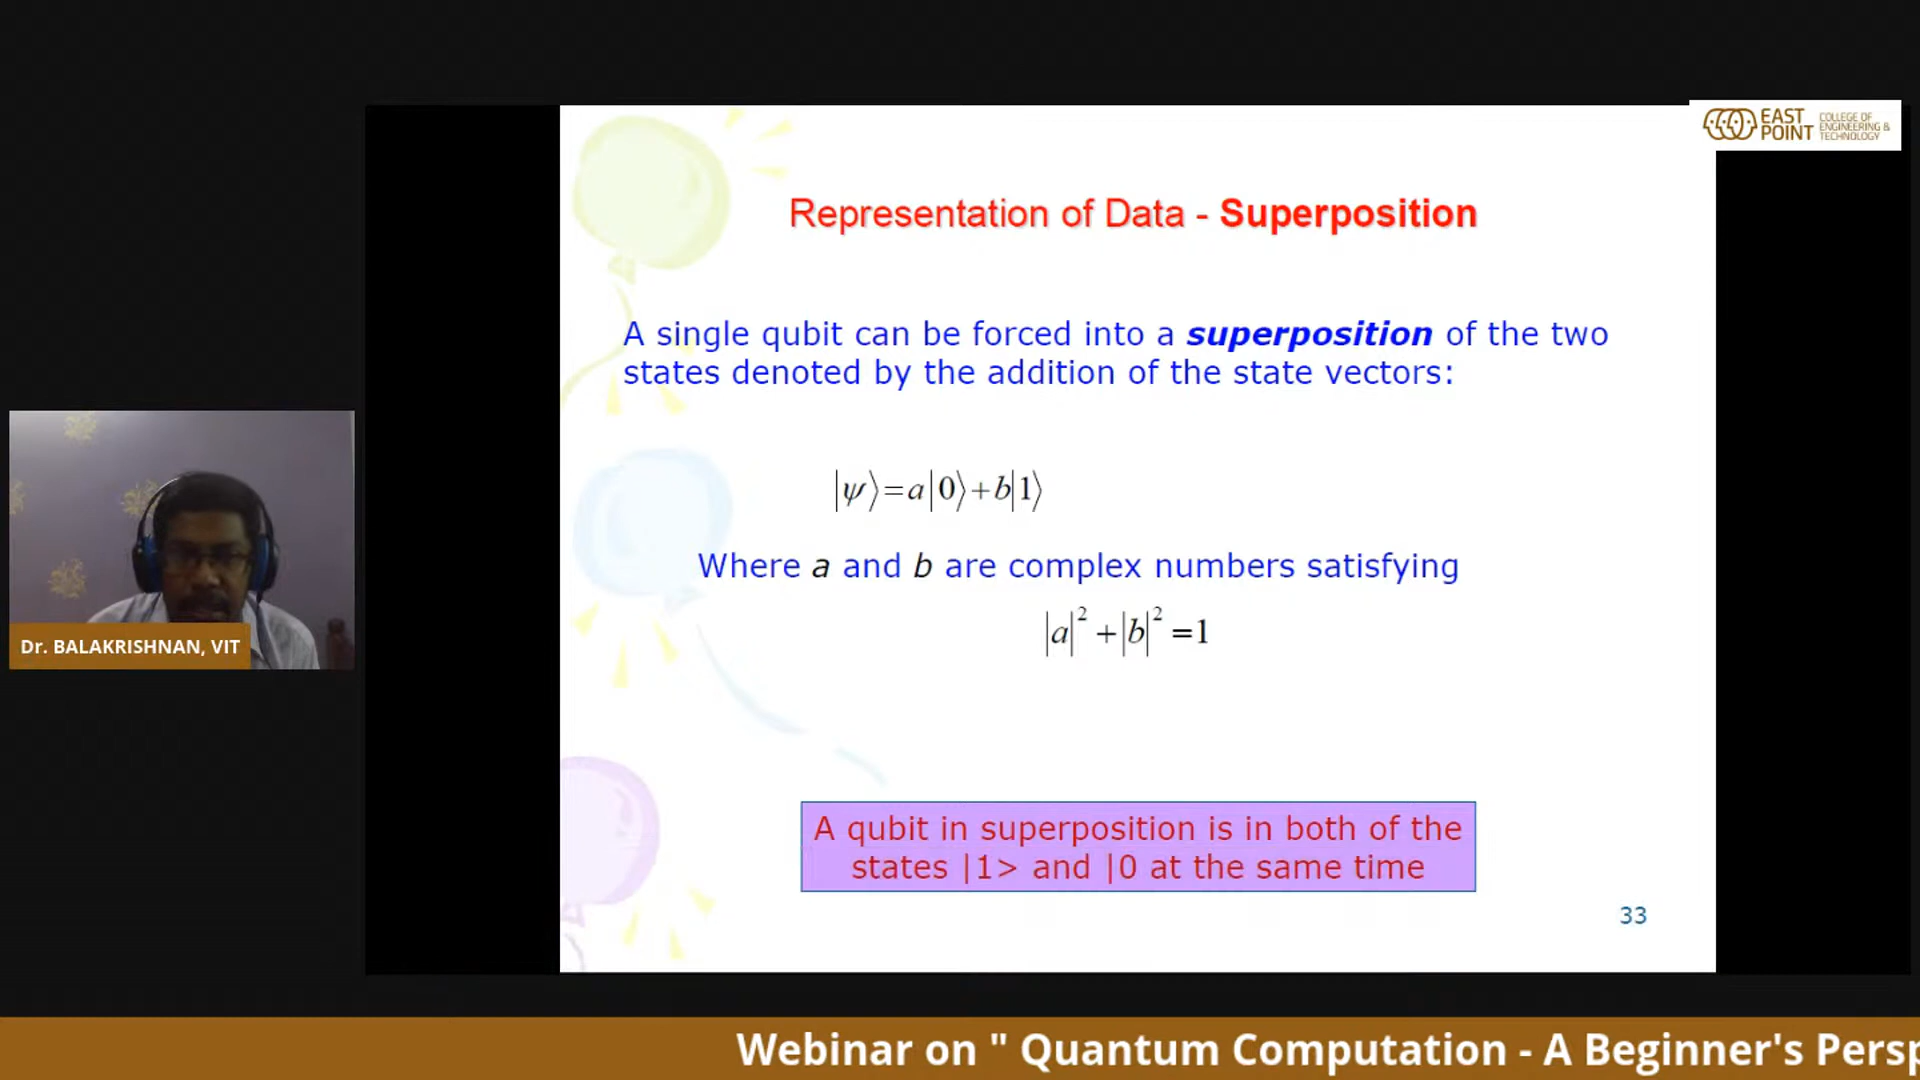 EAST
POINT
COLLEGE OF
ENGINEERING &
TECHNOLOGY
Representation of Data - Superposition
A single qubit can be forced into a superposition of the two
states denoted by the addition of the state vectors:
|ψ⟩=a|0⟩+b|1⟩
Where a and b are complex numbers satisfying
|a|²+|b|²=1
Dr. BALAKRISHNAN, VIT
A qubit in superposition is in both of the
states |1> and |0 at the same time
33
Webinar on " Quantum Computation - A Beginner's Persp